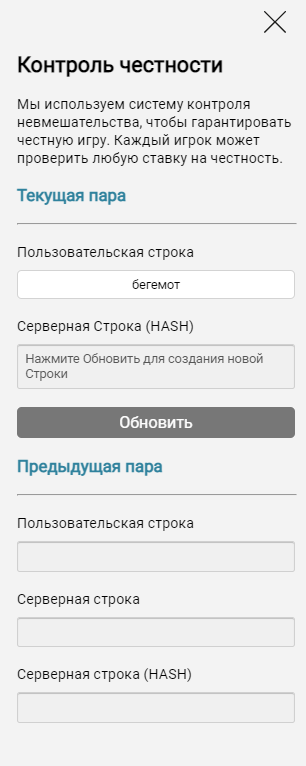 Контроль честности
Мы используем систему контроля
невмешательства, чтобы гарантировать
честную игру. Каждый игрок может
проверить любую ставку на честность.
Текущая пара
Пользовательская строка
бегемот
Серверная Строка (HASH)
Нажмите Обновить для создания новой
Строки
Обновить
Предыдущая пара
Пользовательская строка
Серверная строка
Серверная строка (HASH)